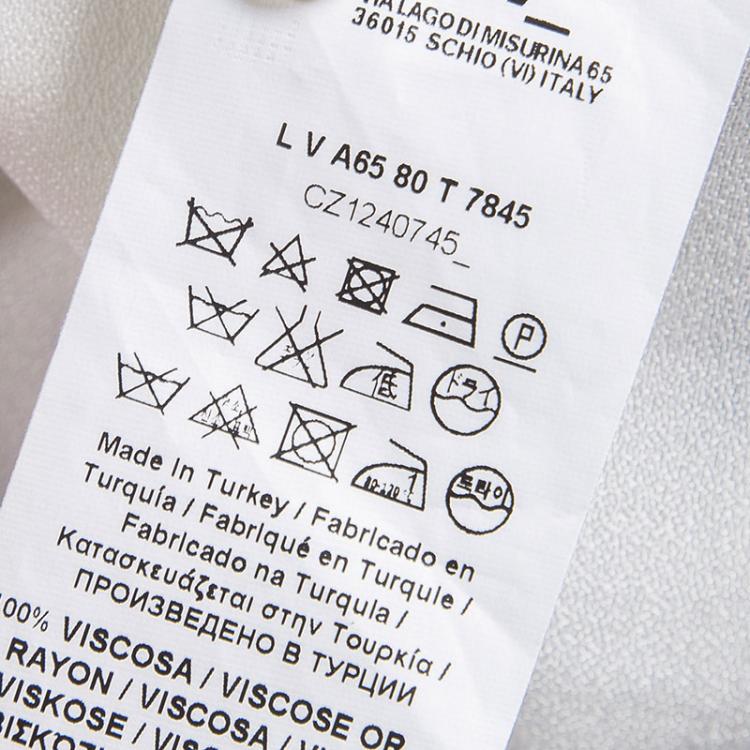 VIA LAGO DI MISURINA 65
36015 SCHIO (VI) ITALY
L V A65 80 T 7845
CZ1240745_
P
低
ドライ
드라이
Made in Turkey / Fabricado en
Turquía / Fabriqué en Turquie /
Fabricado na Turquia /
Κατασκευάζεται στην Τουρκία /
ПРОИЗВЕДЕНО В ТУРЦИИ
100% VISCOSA / VISCOSE OR
RAYON / VISCOSA /
VISKOSE /